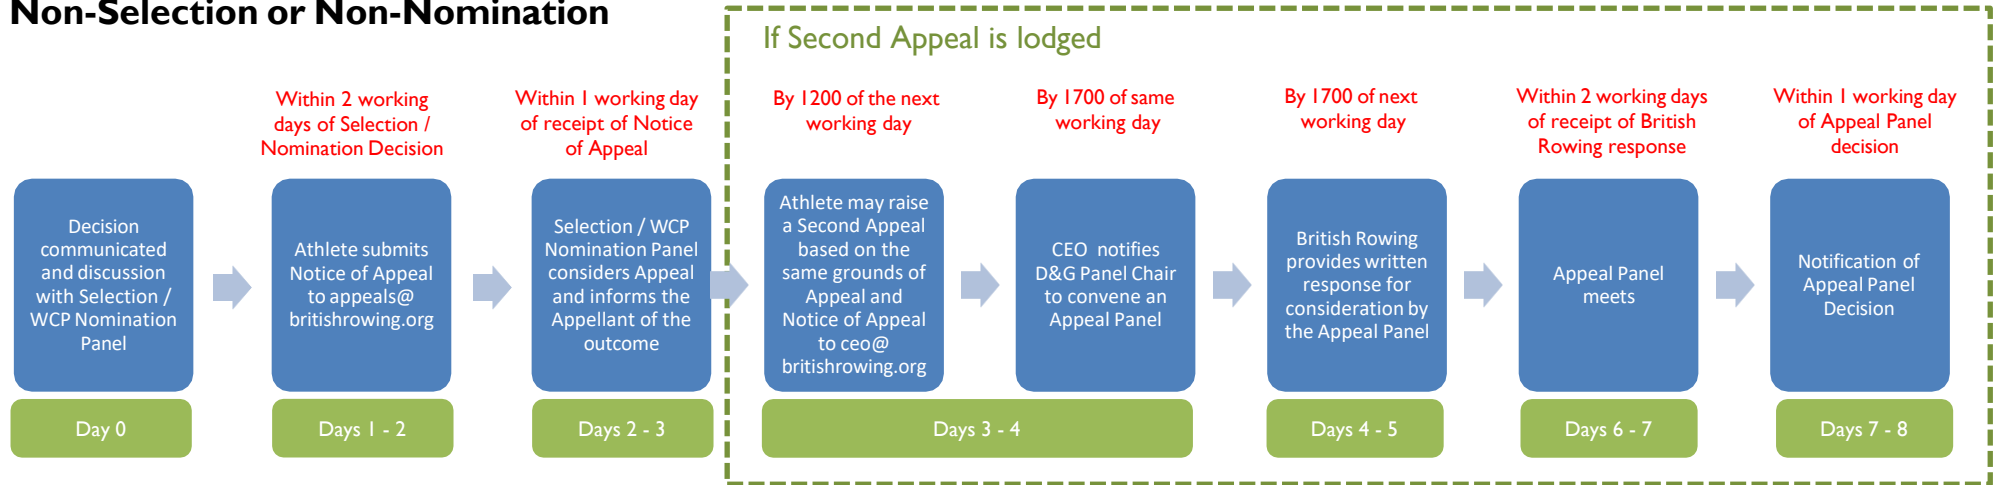 Non-Selection or Non-Nomination
If Second Appeal is lodged
Within 2 working
days of Selection /
Nomination Decision
Within 1 working day
of receipt of Notice
of Appeal
By 1200 of the next
working day
By 1700 of same
working day
By 1700 of next
working day
Within 2 working days
of receipt of British
Rowing response
Within 1 working day
of Appeal Panel
decision
Decision
communicated
and discussion
with Selection /
WCP Nomination
Panel
Athlete submits
Notice of Appeal
to appeals@
britishrowing.org
Selection / WCP
Nomination Panel
considers Appeal
and informs the
Appellant of the
outcome
Athlete may raise
a Second Appeal
based on the
same grounds of
Appeal and
Notice of Appeal
to ceo@
britishrowing.org
CEO notifies
D&G Panel Chair
to convene an
Appeal Panel
British Rowing
provides written
response for
consideration by
the Appeal Panel
Appeal Panel
meets
Notification of
Appeal Panel
Decision
Day 0
Days 1 - 2
Days 2 - 3
Days 3 - 4
Days 4 - 5
Days 6 - 7
Days 7 - 8